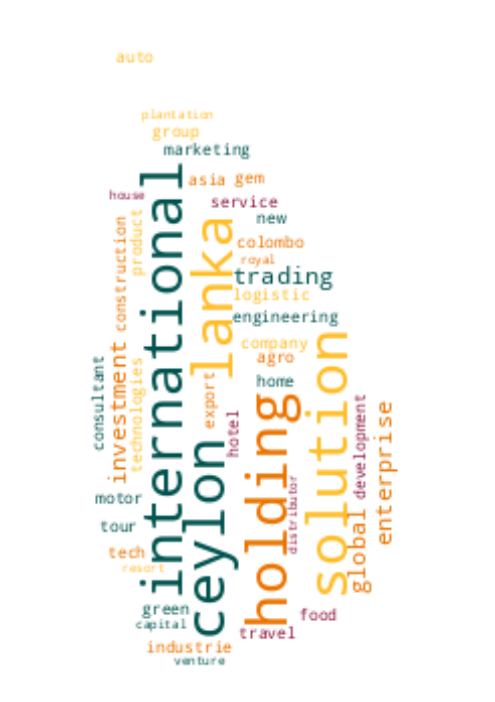 auto
plantation
group
marketing
asia
gem
house
service
new
international
lanka
product
construction
colombo
royal
trading
logistic
engineering
company
agro
home
solution
investment
consultant
technologies
export
hotel
holding
development
enterprise
ceylon
distributor
motor
global
tour
tech
resort
green
capital
food
travel
industrie
venture